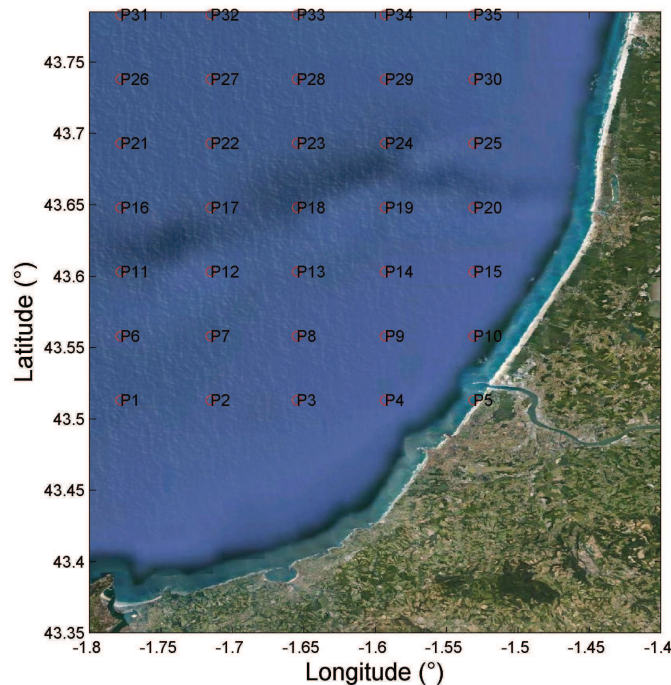 P31 P32 P33 P34 P35
43.75
P26 P27 P28 P29 P30
43.7
P21 P22 P23 P24 P25
43.65
P16 P17 P18 P19 P20
43.6
P11 P12 P13 P14 P15
Latitude (°)
43.55
P6 P7 P8 P9 P10
43.5
P1 P2 P3 P4 P5
43.45
43.4
43.35
-1.8 -1.75 -1.7 -1.65 -1.6 -1.55 -1.5 -1.45 -1.4
Longitude (°)